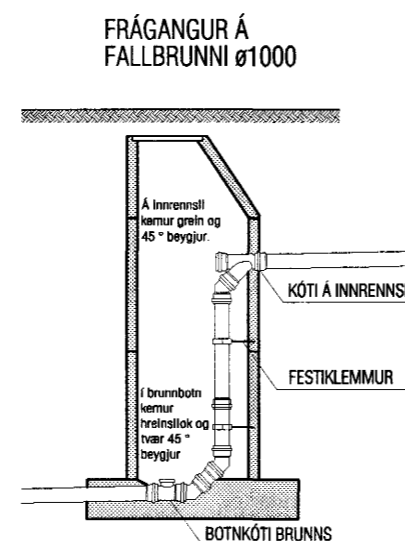 FRÁGANGUR Á
FALLBRUNNI ø1000
Á innrennsli
kemur grein og
45 ° beygjur.
KÓTI Á INNRENNSL
FESTIKLEMMUR
Í brunnbotn
kemur
hreinsilok og
tvær 45 °
beygjur
BOTNKÓTI BRUNNS